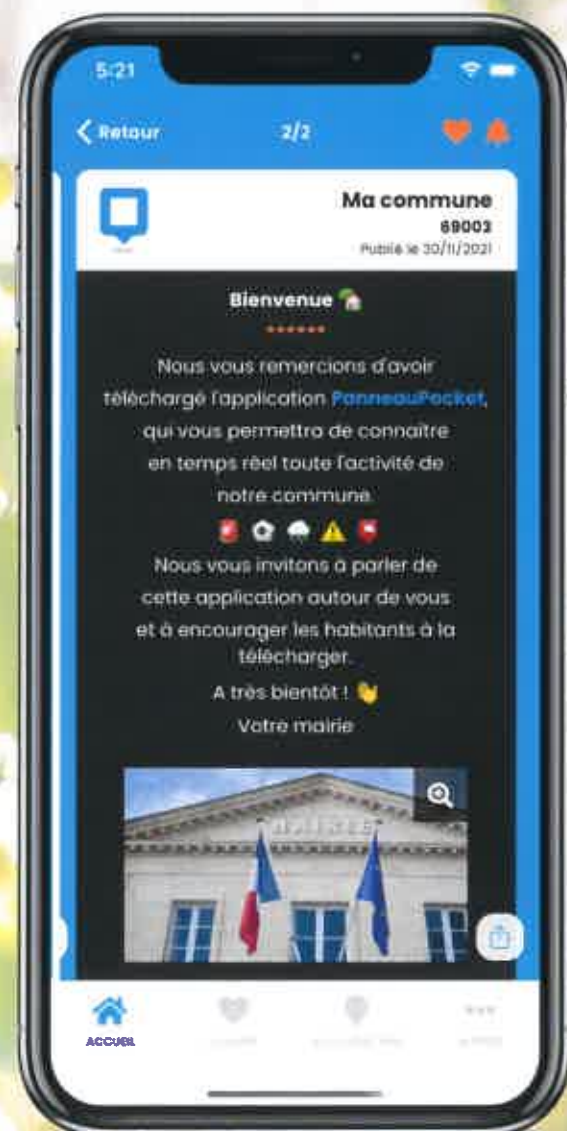 5:21
Retour
2/2
Ma commune
69003
Publié le 30/11/2021
Bienvenue
Nous vous remercions d'avoir
téléchargé l'application PanneauPocket,
qui vous permettra de connaître
en temps réel toute l'activité de
notre commune.
Nous vous invitons à parler de
cette application autour de vous
et à encourager les habitants à la
télécharger.
A très bientôt !
Votre mairie
MAIRIE
ACCUEIL